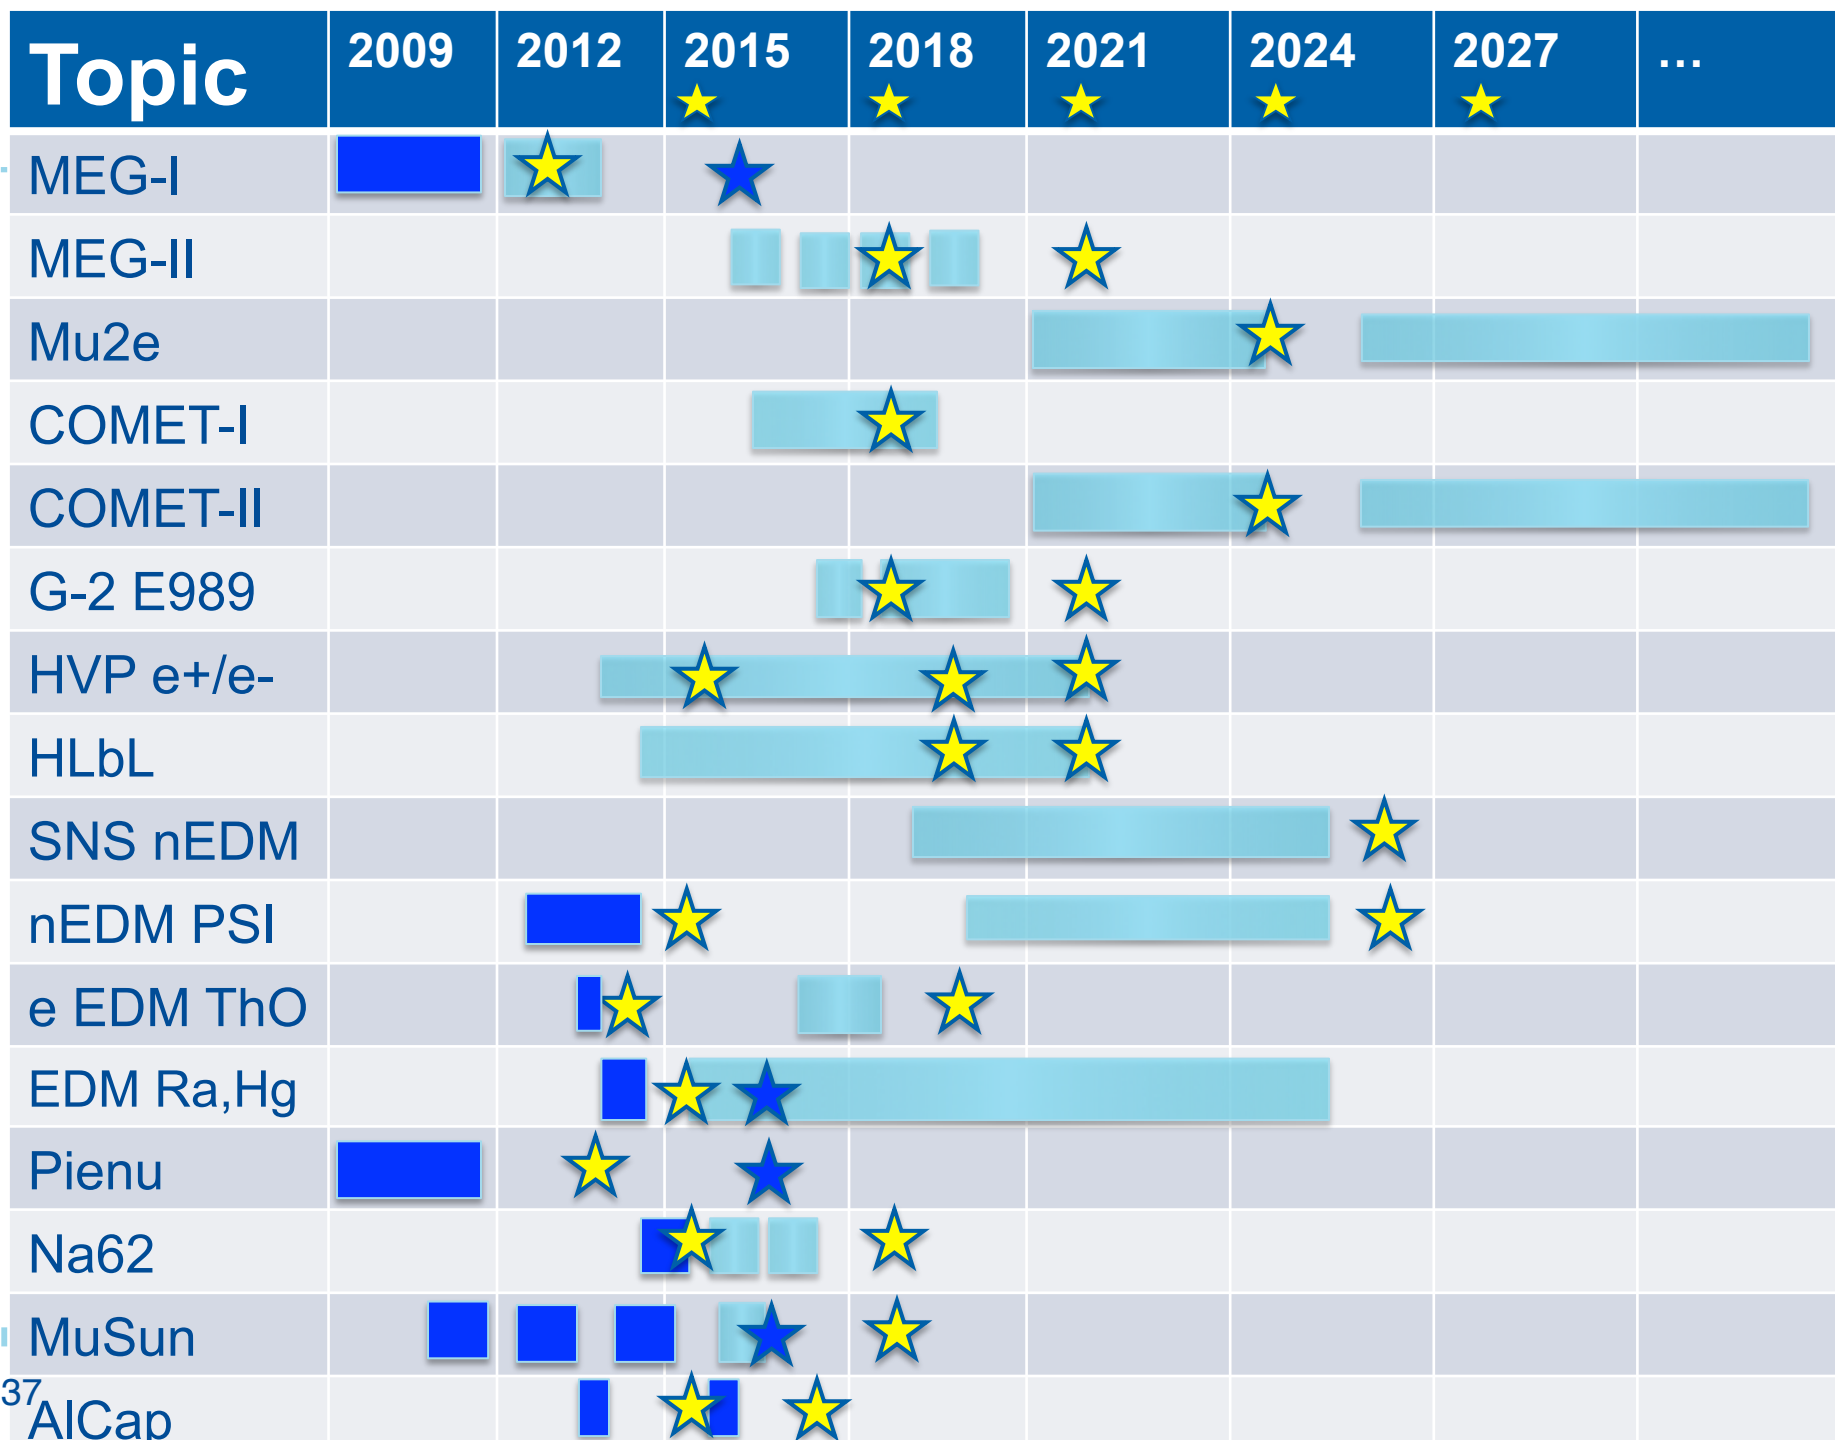 Topic 2009 2012 2015 2018 2021 2024 2027 ...
MEG-I
MEG-II
Mu2e
COMET-I
COMET-II
G-2 E989
HVP e+/e-
HLbL
SNS nEDM
nEDM PSI
e EDM ThO
EDM Ra,Hg
Pienu
Na62
MuSun
37
AlCap